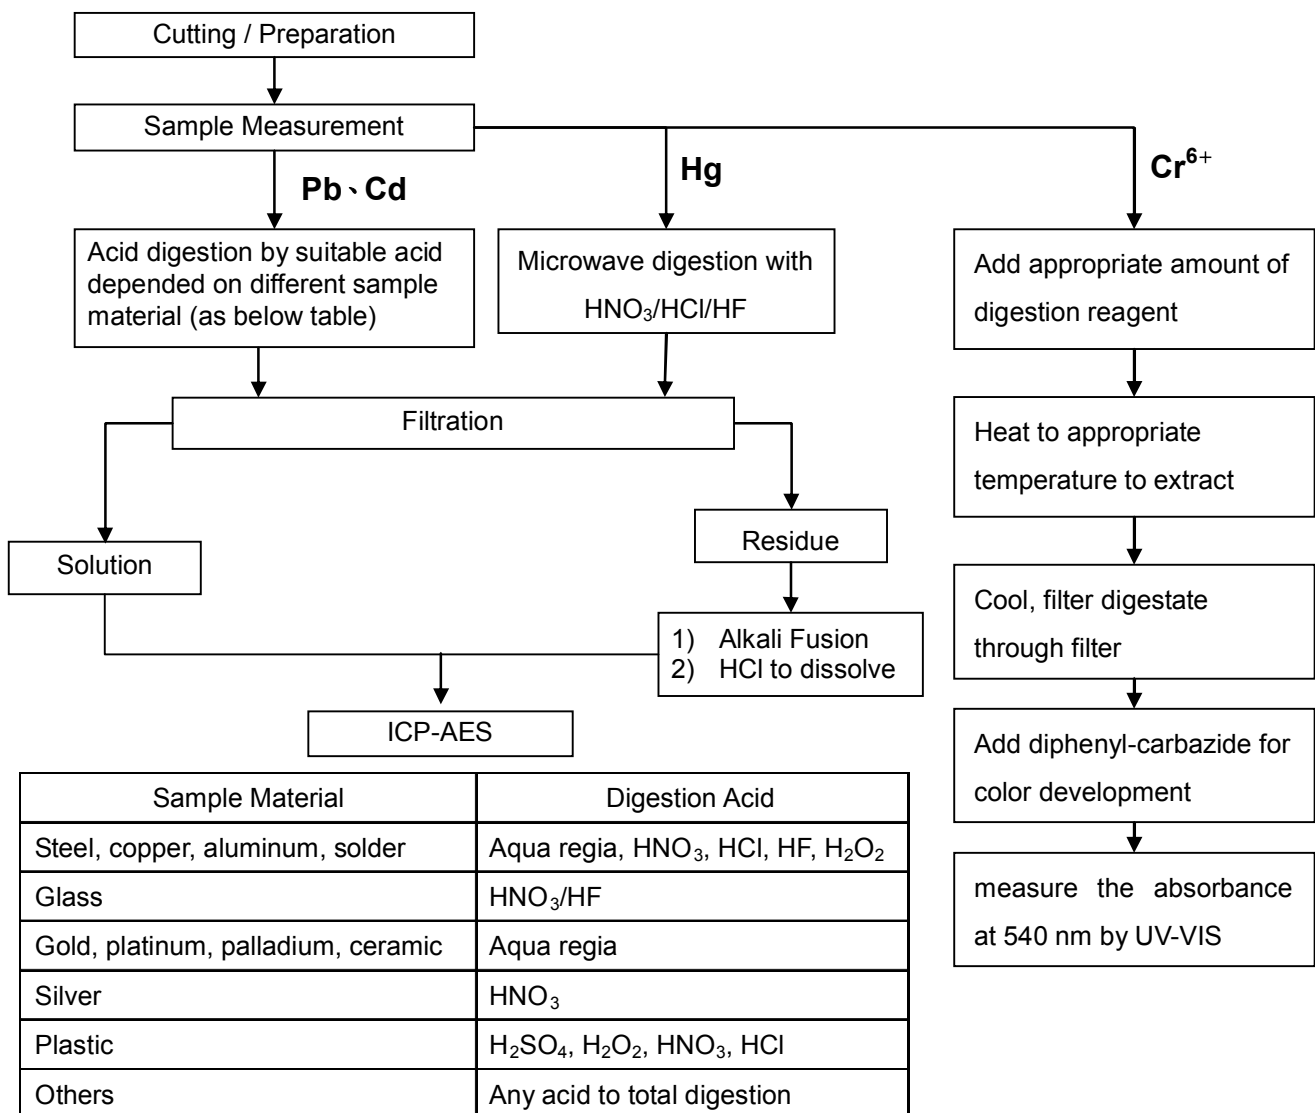 Cutting / Preparation
Sample Measurement
Pb、Cd
Hg
Cr⁶⁺
Acid digestion by suitable acid
depended on different sample
material (as below table)
Microwave digestion with
HNO₃/HCl/HF
Add appropriate amount of
digestion reagent
Filtration
Heat to appropriate
temperature to extract
Solution
Residue
1) Alkali Fusion
2) HCl to dissolve
Cool, filter digestate
through filter
ICP-AES
Add diphenyl-carbazide for
color development
measure the absorbance
at 540 nm by UV-VIS
Sample Material Digestion Acid
Steel, copper, aluminum, solder Aqua regia, HNO₃, HCl, HF, H₂O₂
Glass HNO₃/HF
Gold, platinum, palladium, ceramic Aqua regia
Silver HNO₃
Plastic H₂SO₄, H₂O₂, HNO₃, HCl
Others Any acid to total digestion